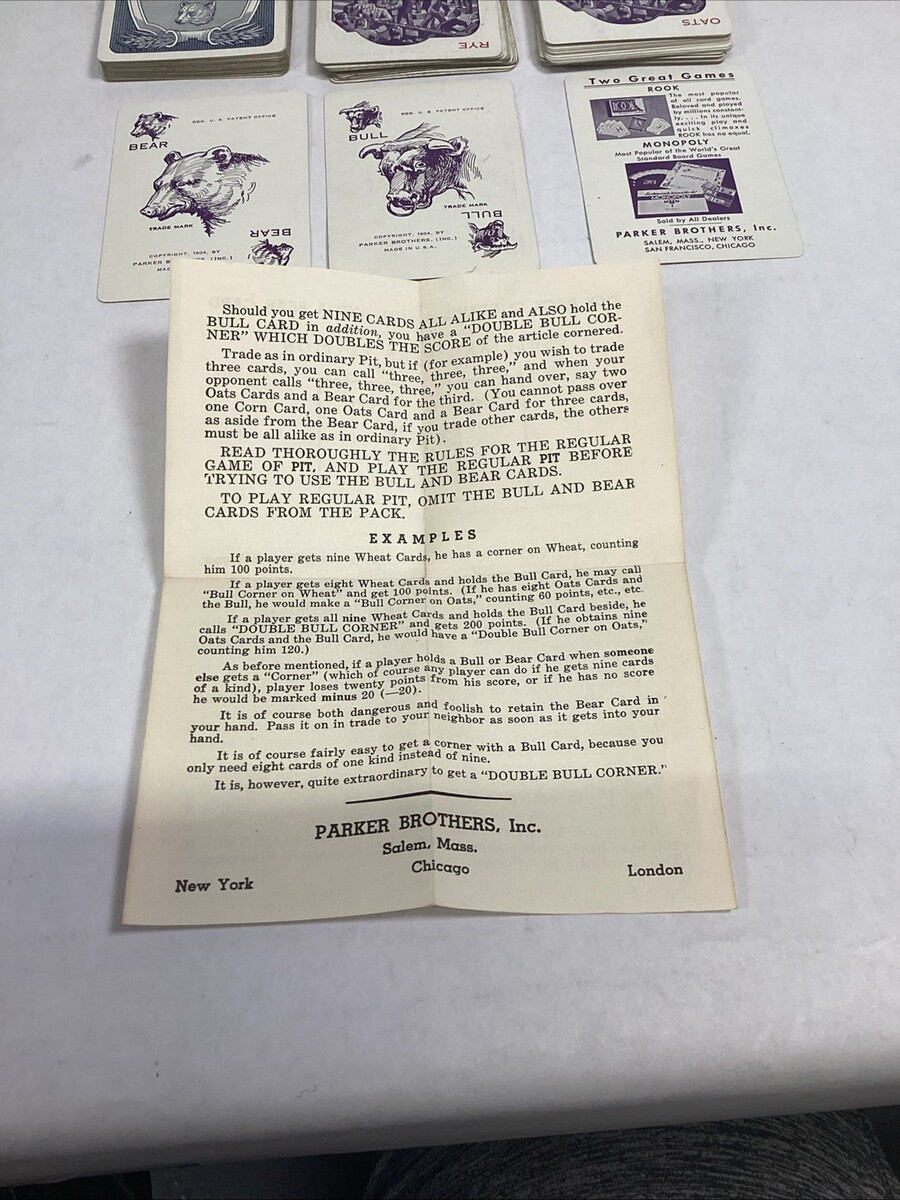 RYE
OATS
REG. U. S. PATENT OFFICE
BEAR
TRADE MARK
BEAR
COPYRIGHT, 1904, BY
PARKER (INC.)
REG. U. S. PATENT OFFICE
BULL
TRADE MARK
BULL
COPYRIGHT, 1904, BY
PARKER BROTHERS, (INC.)
MADE IN U.S.A.
Two Great Games
ROOK
The most popular
of all card games.
Beloved and played
by millions constant-
ly. . . . In its unique
exciting play and
quick climaxes
ROOK has no equal.
MONOPOLY
Most Popular of the World's Great
Standard Board Games
MONOPOLY
Sold by All Dealers
PARKER BROTHERS, Inc.
SALEM, MASS., NEW YORK
SAN FRANCISCO, CHICAGO
Should you get NINE CARDS ALL ALIKE and ALSO hold the
BULL CARD in addition, you have a "DOUBLE BULL COR-
NER" WHICH DOUBLES THE SCORE of the article cornered.
Trade as in ordinary Pit, but if (for example) you wish to trade
three cards, you can call "three, three, three," and when your
opponent calls "three, three, three," you can hand over, say two
Oats Cards and a Bear Card for the third. (You cannot pass over
one Corn Card, one Oats Card and a Bear Card for three cards,
as aside from the Bear Card, if you trade other cards, the others
must be all alike as in ordinary Pit).
READ THOROUGHLY THE RULES FOR THE REGULAR
GAME OF PIT, AND PLAY THE REGULAR PIT BEFORE
TRYING TO USE THE BULL AND BEAR CARDS.
TO PLAY REGULAR PIT, OMIT THE BULL AND BEAR
CARDS FROM THE PACK.
EXAMPLES
If a player gets nine Wheat Cards, he has a corner on Wheat, counting
him 100 points.
If a player gets eight Wheat Cards and holds the Bull Card, he may call
"Bull Corner on Wheat" and get 100 points. (If he has eight Oats Cards and
the Bull, he would make a "Bull Corner on Oats," counting 60 points, etc., etc.
If a player gets all nine Wheat Cards and holds the Bull Card beside, he
calls "DOUBLE BULL CORNER" and gets 200 points. (If he obtains nine
Oats Cards and the Bull Card, he would have a "Double Bull Corner on Oats,"
counting him 120.)
As before mentioned, if a player holds a Bull or Bear Card when someone
else gets a "Corner" (which of course any player can do if he gets nine cards
of a kind), player loses twenty points from his score, or if he has no score
he would be marked minus 20 (—20).
It is of course both dangerous and foolish to retain the Bear Card in
your hand. Pass it on in trade to your neighbor as soon as it gets into your
hand.
It is of course fairly easy to get a corner with a Bull Card, because you
only need eight cards of one kind instead of nine.
It is, however, quite extraordinary to get a "DOUBLE BULL CORNER."
PARKER BROTHERS, Inc.
Salem, Mass.
New York Chicago London